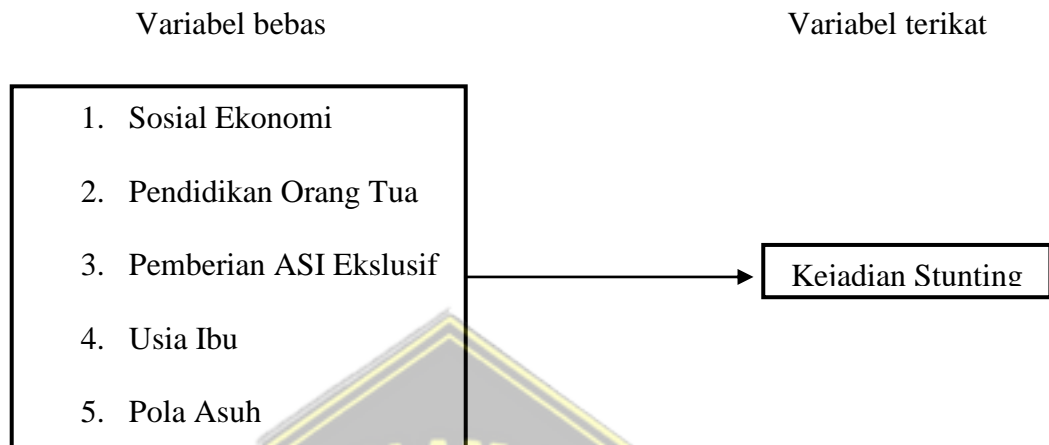 Variabel bebas
Variabel terikat
1. Sosial Ekonomi
2. Pendidikan Orang Tua
3. Pemberian ASI Ekslusif
Kejadian Stunting
4. Usia Ibu
5. Pola Asuh